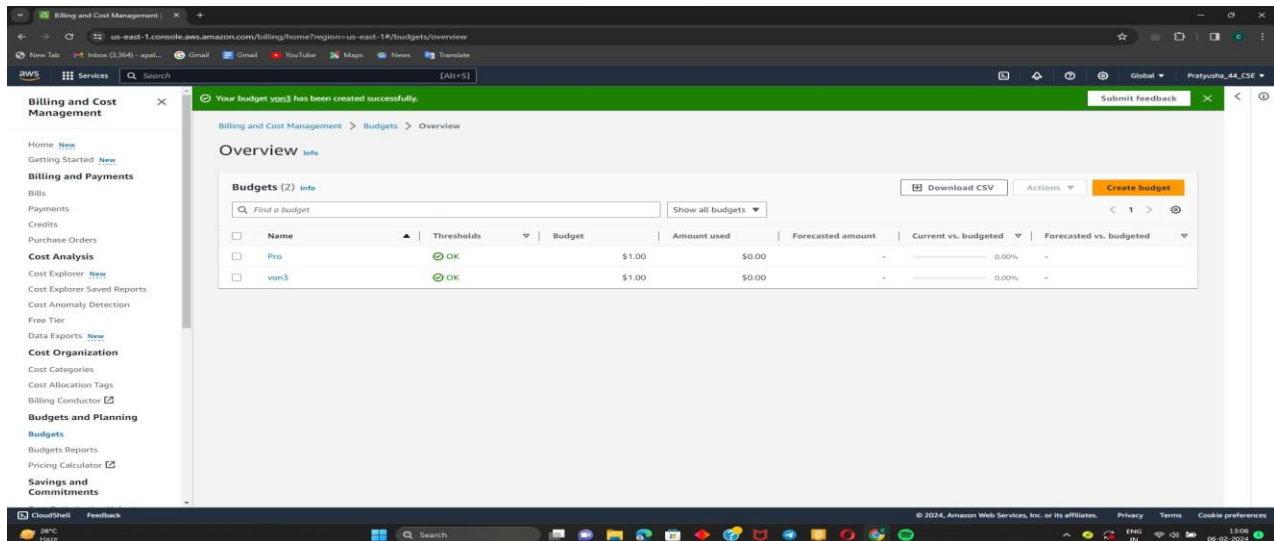 Billing and Cost Management |
us-east-1.console.aws.amazon.com/billing/home?region=us-east-1#/budgets/overview
New Tab Inbox (3,364) - apal... Gmail Gmail YouTube Maps News Translate
aws Services Search [Alt+S] Global Pratyusha_44_CSE
Billing and Cost Management
Home New
Getting Started New
Billing and Payments
Bills
Payments
Credits
Purchase Orders
Cost Analysis
Cost Explorer New
Cost Explorer Saved Reports
Cost Anomaly Detection
Free Tier
Data Exports New
Cost Organization
Cost Categories
Cost Allocation Tags
Billing Conductor
Budgets and Planning
Budgets
Budgets Reports
Pricing Calculator
Savings and
Commitments
Your budget von3 has been created successfully. Submit feedback
Billing and Cost Management > Budgets > Overview
Overview Info
Budgets (2) Info Download CSV Actions Create budget
Find a budget Show all budgets 1
Name Thresholds Budget Amount used Forecasted amount Current vs. budgeted Forecasted vs. budgeted
Pro OK $1.00 $0.00 - 0.00% -
von3 OK $1.00 $0.00 - 0.00% -
CloudShell Feedback © 2024, Amazon Web Services, Inc. or its affiliates. Privacy Terms Cookie preferences
26°C
Haze
Search
ENG
IN
13:06
06-02-2024